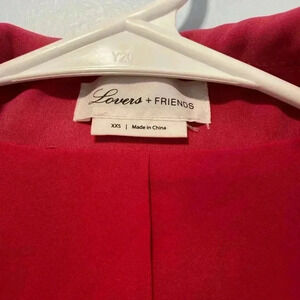 Lovers + FRIENDS
XXS | Made in China